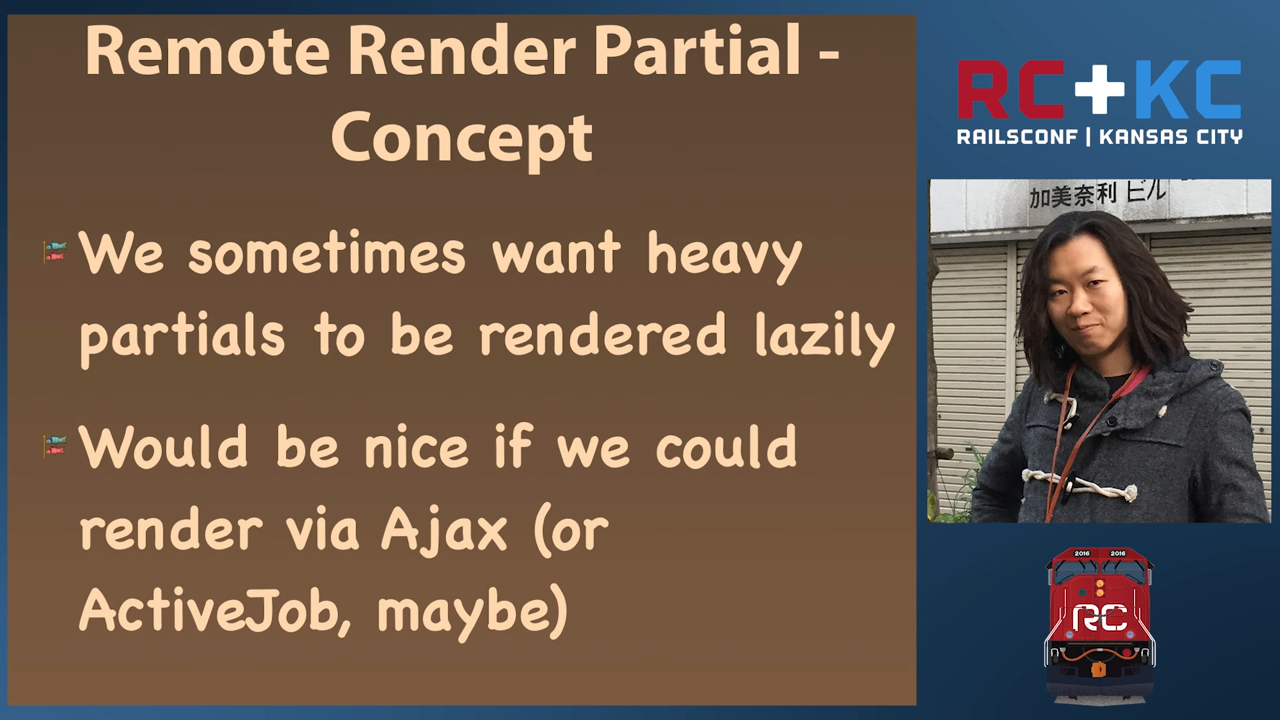 Remote Render Partial -
Concept
We sometimes want heavy
partials to be rendered lazily
Would be nice if we could
render via Ajax (or
ActiveJob, maybe)
RC+KC
RAILSCONF | KANSAS CITY
加美奈利 ビル
2016 2016
RC